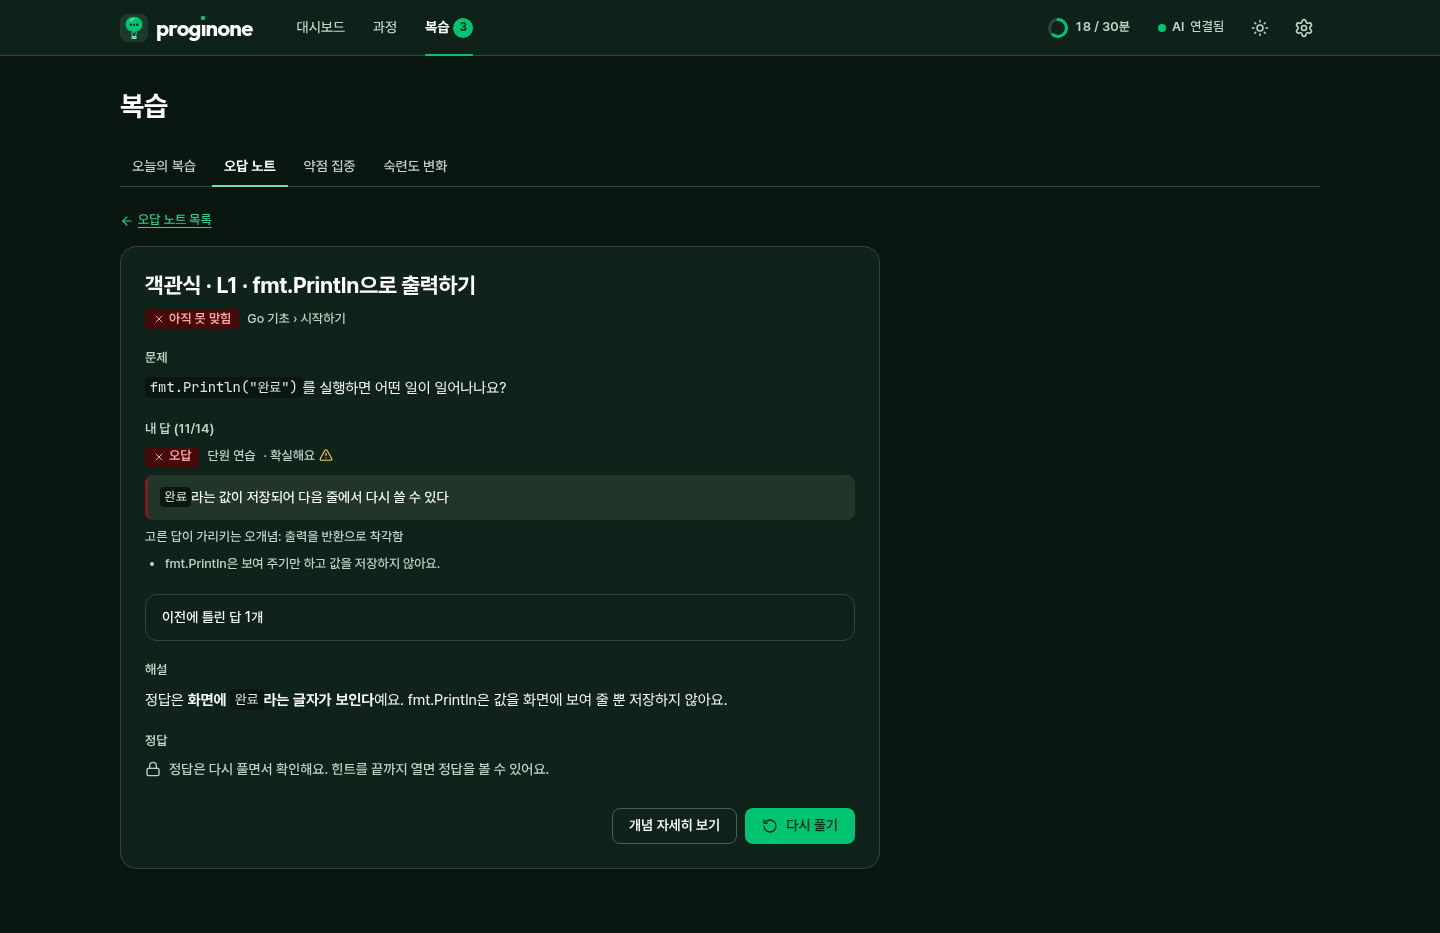 proginone
대시보드
과정
복습 3
18 / 30분
AI 연결됨
복습
오늘의 복습
오답 노트
약점 집중
숙련도 변화
오답 노트 목록
객관식 · L1 · fmt.Println으로 출력하기
아직 못 맞힘 Go 기초 › 시작하기
문제
fmt.Println("완료")를 실행하면 어떤 일이 일어나나요?
내 답 (11/14)
오답 단원 연습 · 확실해요
완료라는 값이 저장되어 다음 줄에서 다시 쓸 수 있다
고른 답이 가리키는 오개념: 출력을 반환으로 착각함
• fmt.Println은 보여 주기만 하고 값을 저장하지 않아요.
이전에 틀린 답 1개
해설
정답은 화면에 완료라는 글자가 보인다예요. fmt.Println은 값을 화면에 보여 줄 뿐 저장하지 않아요.
정답
정답은 다시 풀면서 확인해요. 힌트를 끝까지 열면 정답을 볼 수 있어요.
개념 자세히 보기
다시 풀기